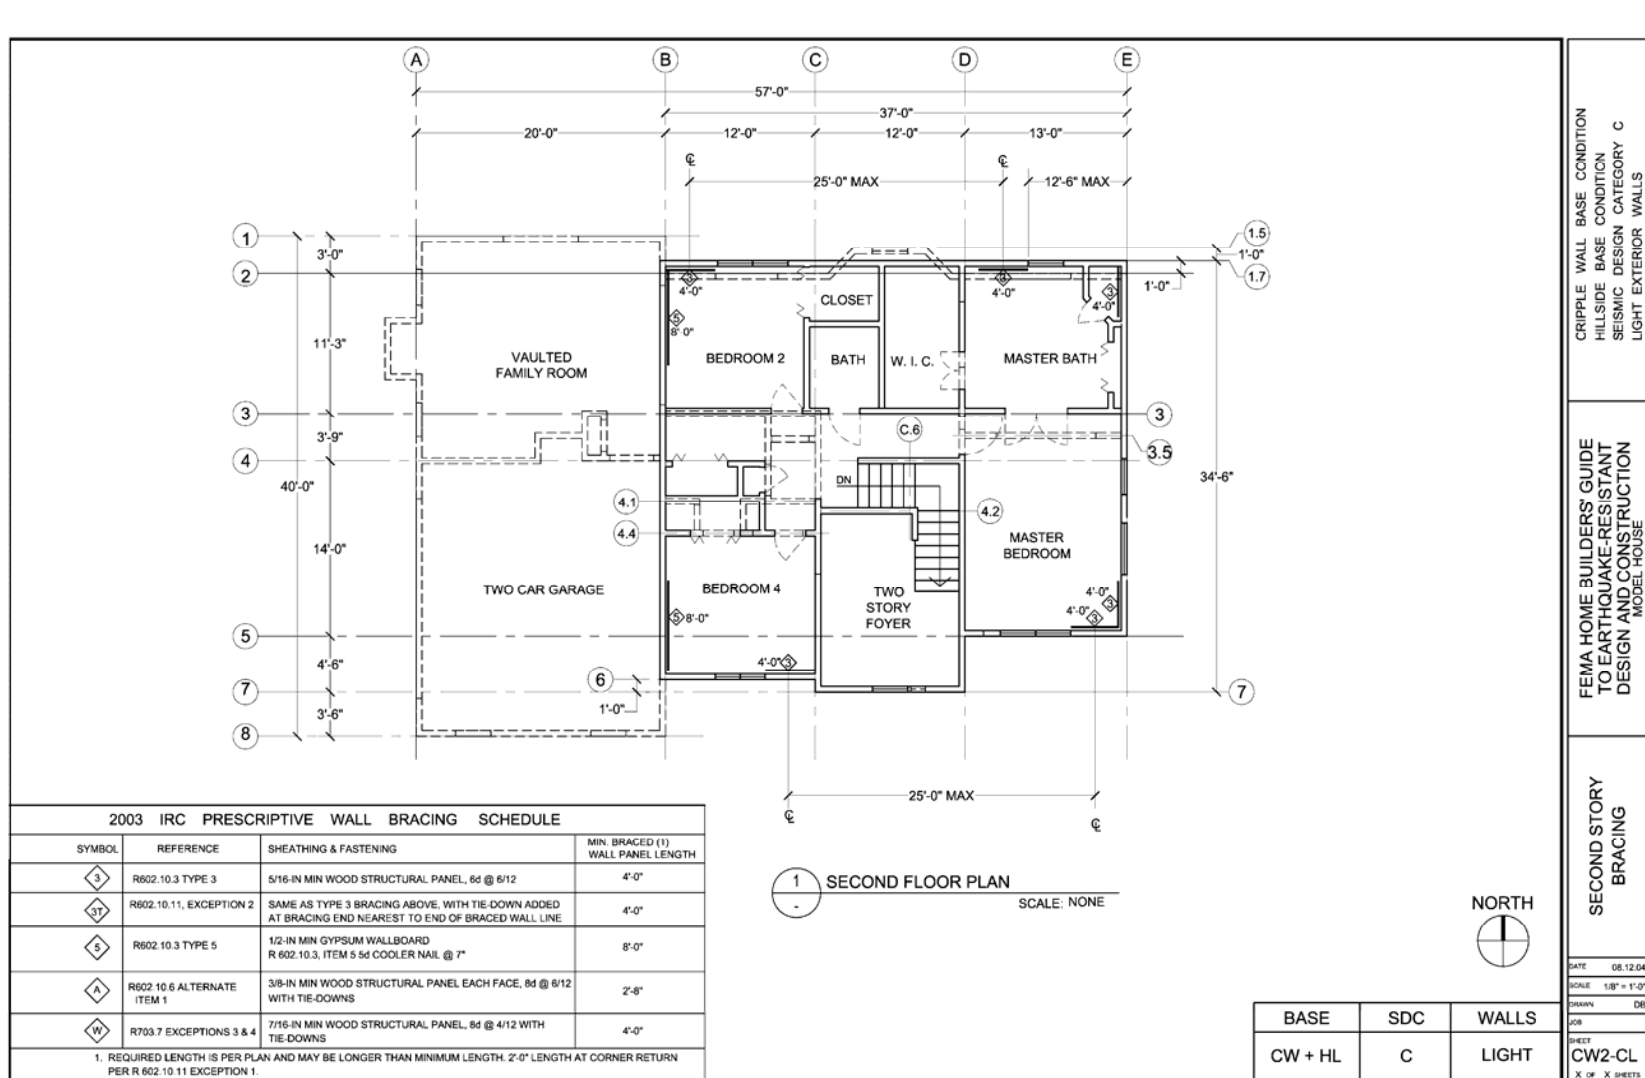 A
B
C
D
E
57'-0"
37'-0"
20'-0"
12'-0"
12'-0"
13'-0"
℄
℄
25'-0" MAX
12'-6" MAX
1
3'-0"
2
11'-3"
3
3'-9"
4
40'-0"
14'-0"
5
4'-6"
7
3'-6"
8
1.5
1'-0"
1.7
1'-0"
3
3.5
34'-6"
7
3
4'-0"
5
8'-0"
3
4'-0"
3
4'-0"
CLOSET
BEDROOM 2
BATH
W. I. C.
MASTER BATH
VAULTED
FAMILY ROOM
C.6
DN
4.1
4.2
4.4
MASTER
BEDROOM
TWO CAR GARAGE
BEDROOM 4
TWO
STORY
FOYER
5
8'-0"
4'-0"
3
4'-0"
3
4'-0"
3
6
1'-0"
25'-0" MAX
℄
℄
1
-
SECOND FLOOR PLAN
SCALE: NONE
NORTH
2003 IRC PRESCRIPTIVE WALL BRACING SCHEDULE
SYMBOL
REFERENCE
SHEATHING & FASTENING
MIN. BRACED (1)
WALL PANEL LENGTH
3
R602.10.3 TYPE 3
5/16-IN MIN WOOD STRUCTURAL PANEL, 6d @ 6/12
4'-0"
3T
R602.10.11, EXCEPTION 2
SAME AS TYPE 3 BRACING ABOVE, WITH TIE-DOWN ADDED
AT BRACING END NEAREST TO END OF BRACED WALL LINE
4'-0"
5
R602.10.3 TYPE 5
1/2-IN MIN GYPSUM WALLBOARD
R 602.10.3, ITEM 5 5d COOLER NAIL @ 7"
8'-0"
A
R602.10.6 ALTERNATE
ITEM 1
3/8-IN MIN WOOD STRUCTURAL PANEL EACH FACE, 8d @ 6/12
WITH TIE-DOWNS
2'-8"
W
R703.7 EXCEPTIONS 3 & 4
7/16-IN MIN WOOD STRUCTURAL PANEL, 8d @ 4/12 WITH
TIE-DOWNS
4'-0"
1. REQUIRED LENGTH IS PER PLAN AND MAY BE LONGER THAN MINIMUM LENGTH. 2'-0" LENGTH AT CORNER RETURN
PER R 602.10.11 EXCEPTION 1.
BASE
SDC
WALLS
CW + HL
C
LIGHT
CRIPPLE WALL BASE CONDITION
HILLSIDE BASE CONDITION
SEISMIC DESIGN CATEGORY C
LIGHT EXTERIOR WALLS
FEMA HOME BUILDERS' GUIDE
TO EARTHQUAKE-RESISTANT
DESIGN AND CONSTRUCTION
MODEL HOUSE
SECOND STORY
BRACING
DATE 08.12.04
SCALE 1/8" = 1'-0"
DRAWN DB
JOB
SHEET
CW2-CL
X OF X SHEETS